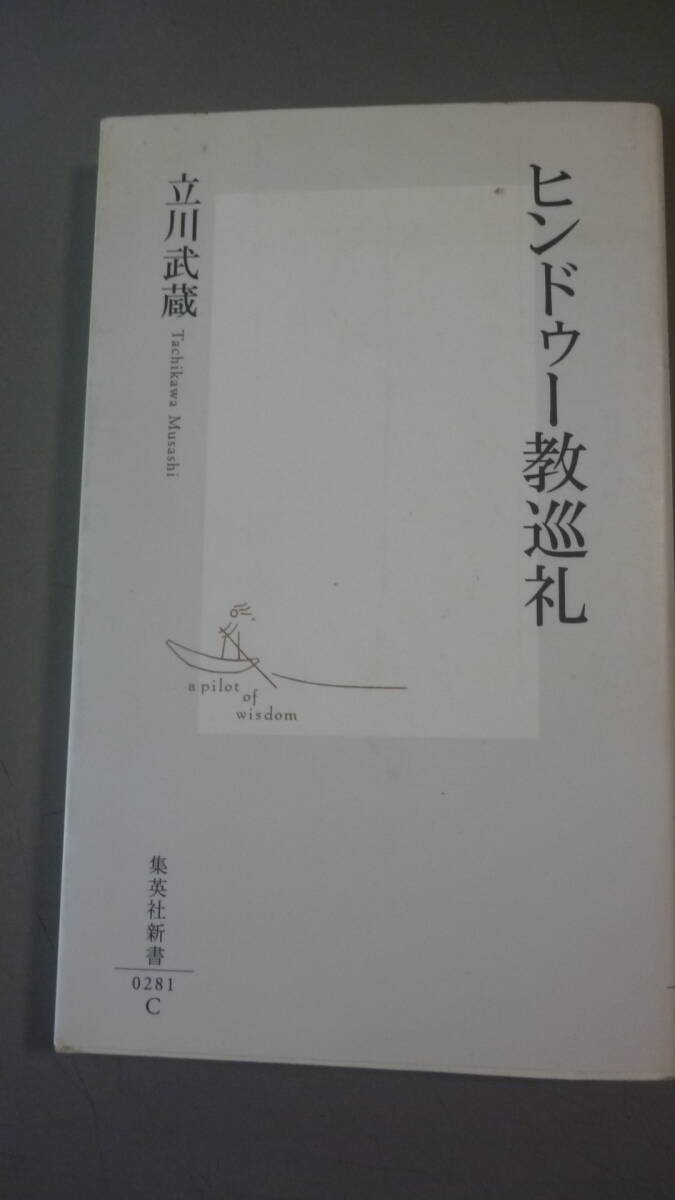 ヒンドゥー教巡礼
立川武蔵
Tachikawa Musashi
a pilot
of
wisdom
集英社新書
0281
C